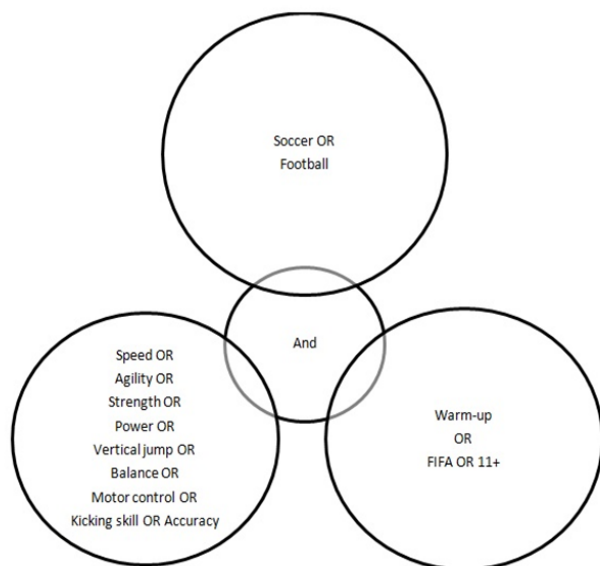 Soccer OR
Football
And
Speed OR
Agility OR
Strength OR
Power OR
Vertical jump OR
Balance OR
Motor control OR
Kicking skill OR Accuracy
Warm-up
OR
FIFA OR 11+